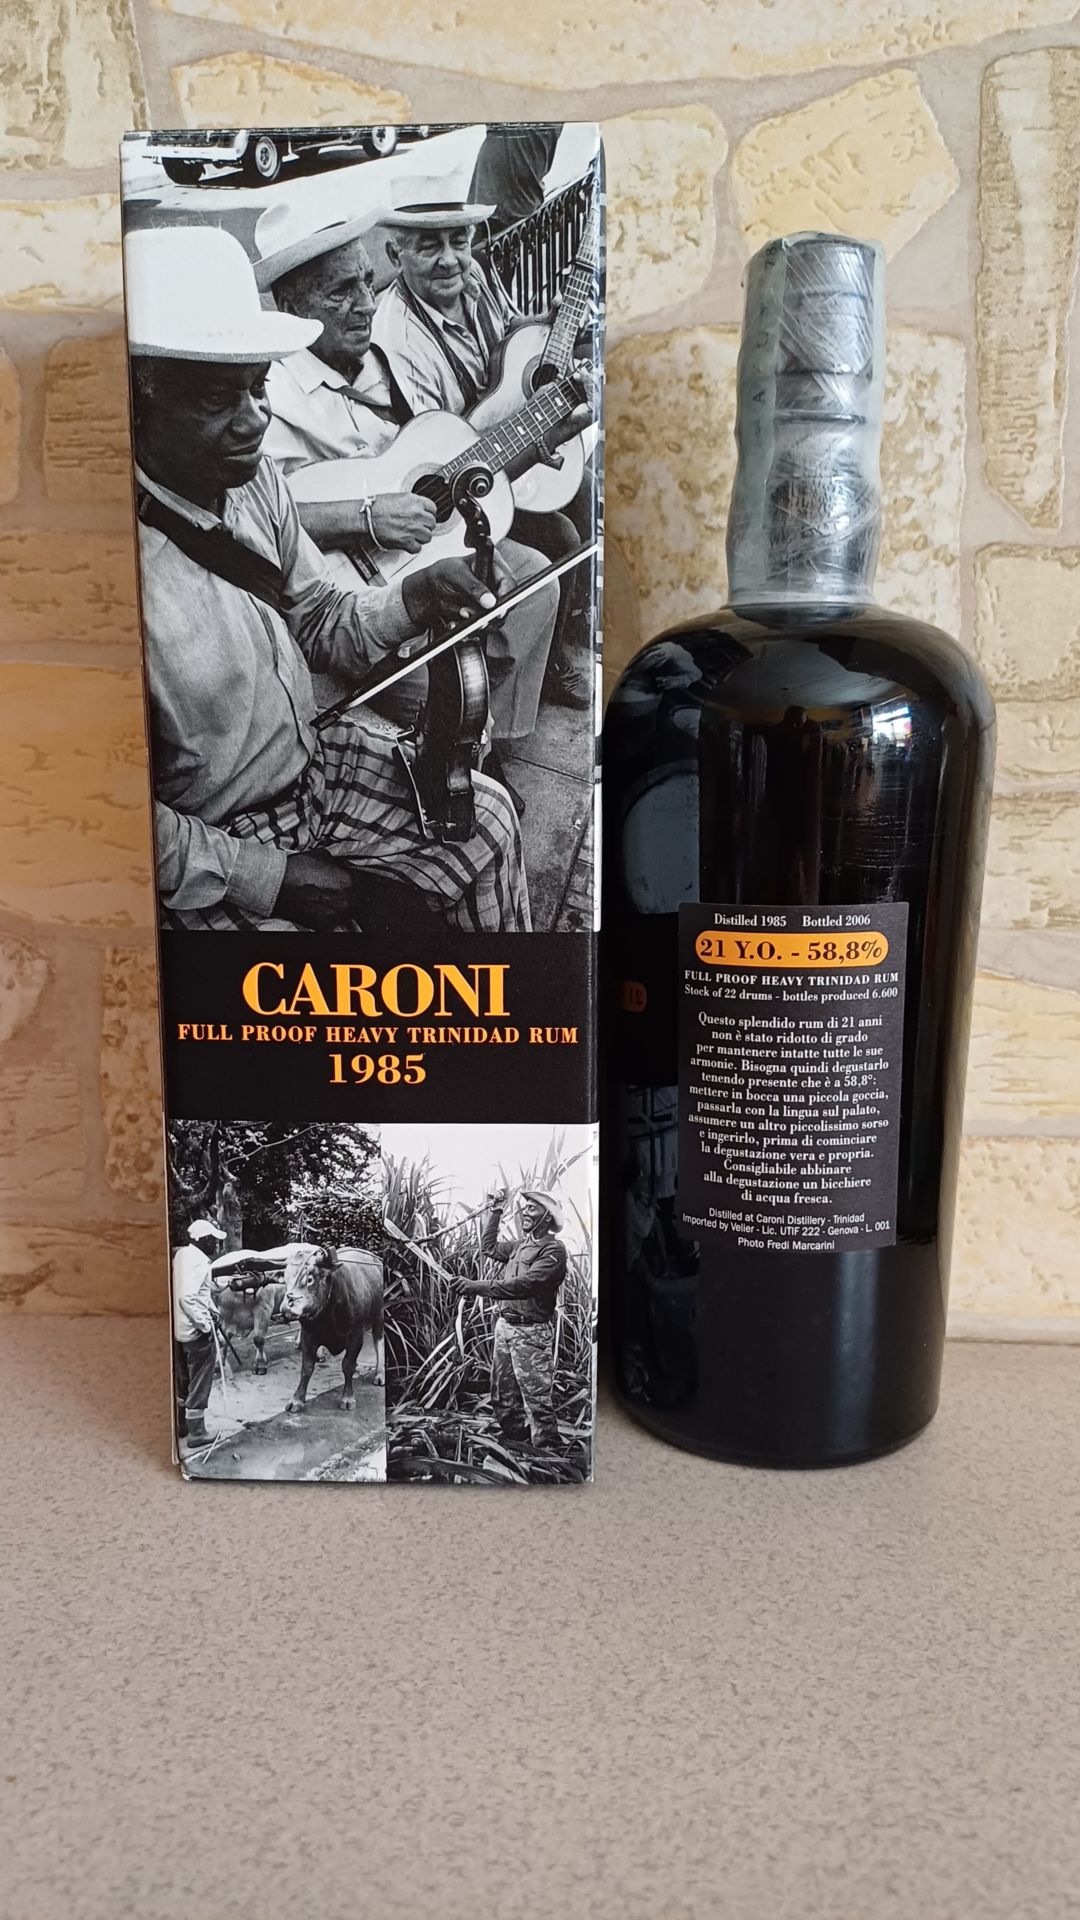 CARONI
FULL PROOF HEAVY TRINIDAD RUM
1985
Distilled 1985 Bottled 2006
21 Y.O. - 58,8%
FULL PROOF HEAVY TRINIDAD RUM
Stock of 22 drums - bottles produced 6.600
Questo splendido rum di 21 anni
non è stato ridotto di grado
per mantenere intatte tutte le sue
armonie. Bisogna quindi degustarlo
tenendo presente che è a 58,8°:
mettere in bocca una piccola goccia,
passarla con la lingua sul palato,
assumere un altro piccolissimo sorso
e ingerirlo, prima di cominciare
la degustazione vera e propria.
Consigliabile abbinare
alla degustazione un bicchiere
di acqua fresca.
Distilled at Caroni Distillery - Trinidad
Imported by Velier - Lic. UTIF 222 - Genova - L. 001
Photo Fredi Marcarini